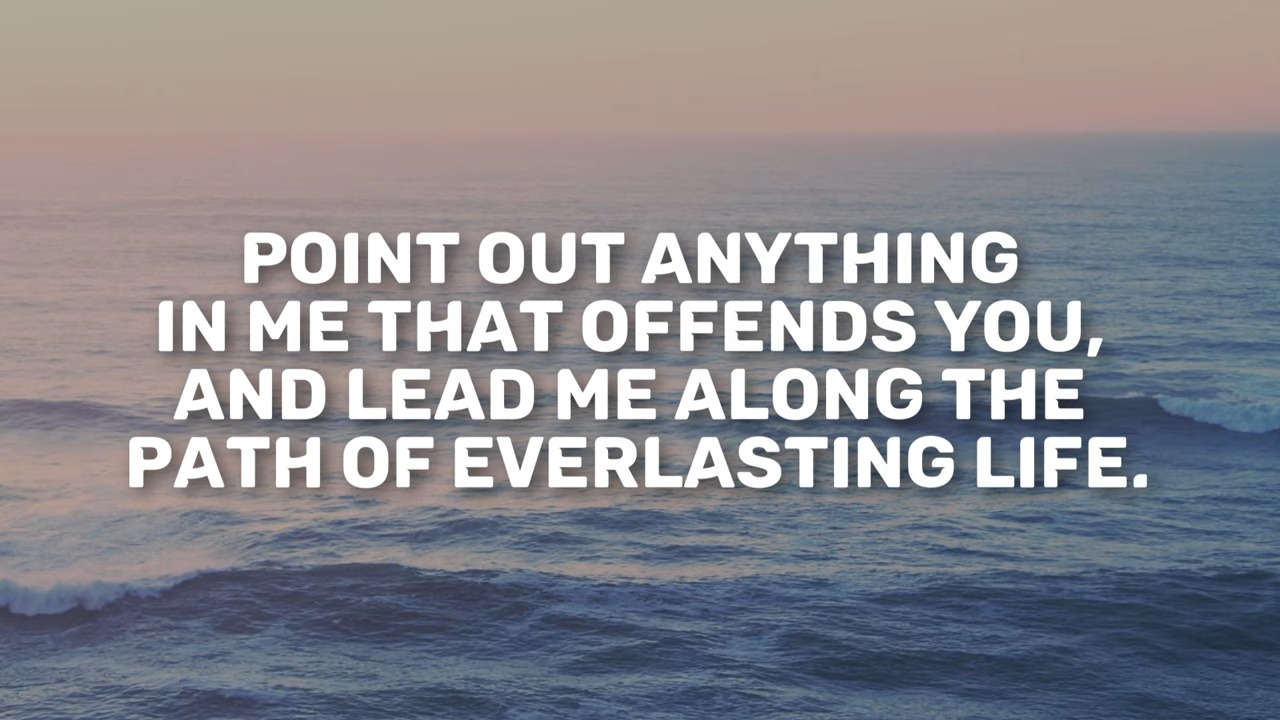 POINT OUT ANYTHING
IN ME THAT OFFENDS YOU,
AND LEAD ME ALONG THE
PATH OF EVERLASTING LIFE.